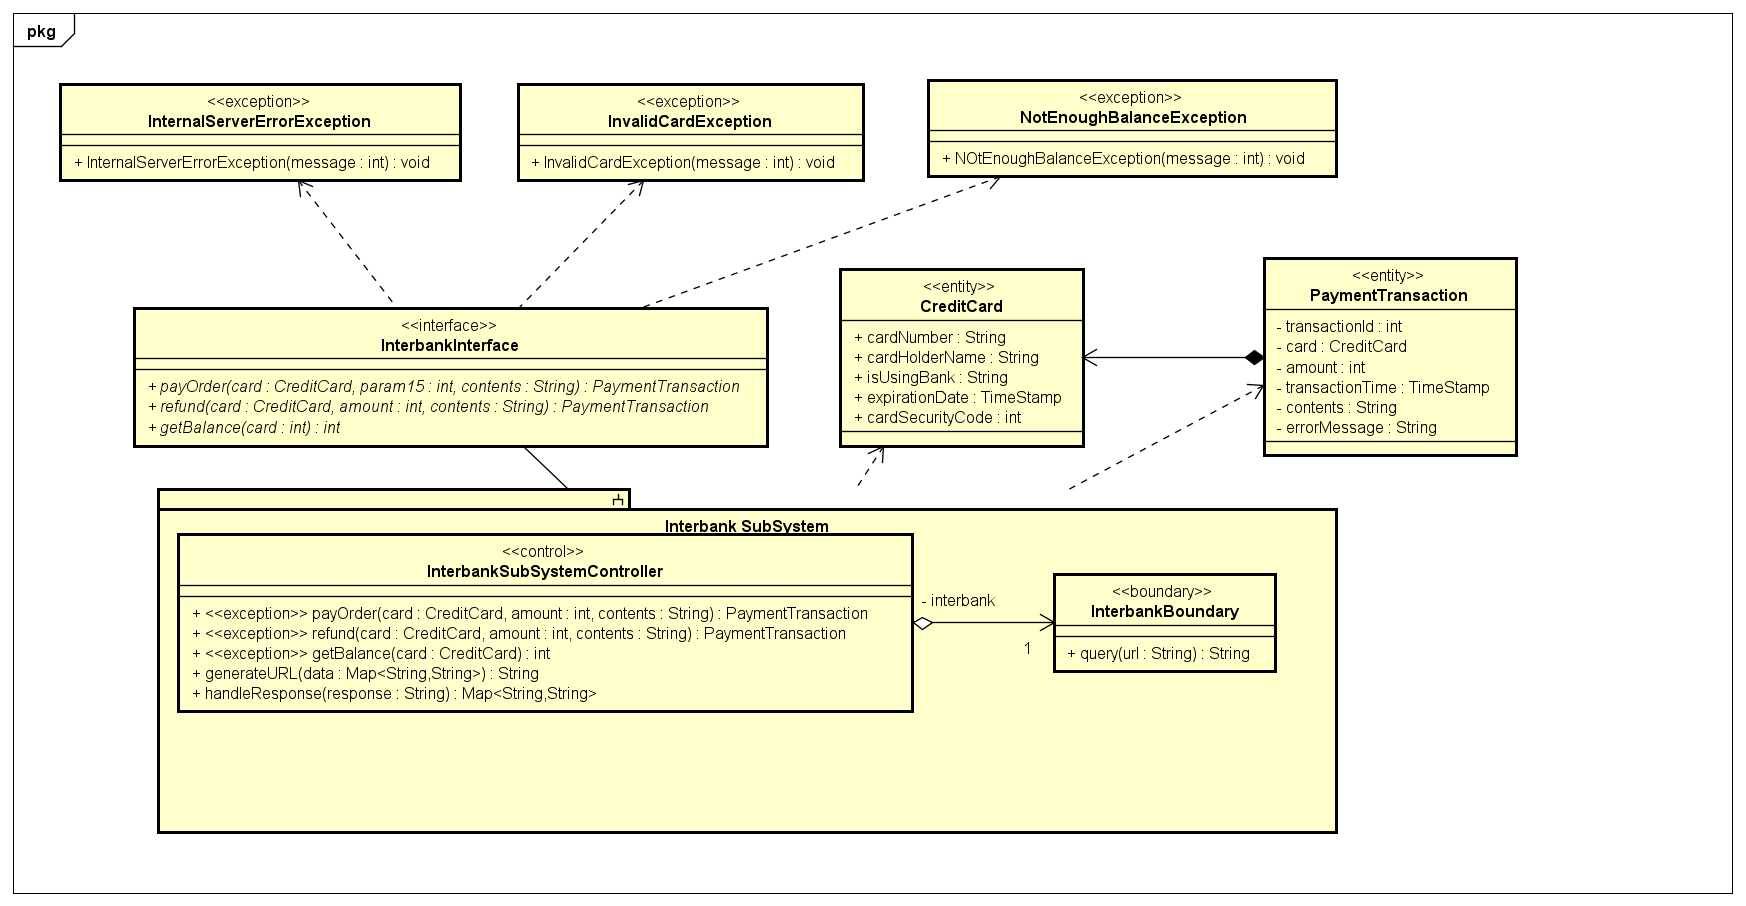 pkg
<<exception>>
InternalServerErrorException
+ InternalServerErrorException(message : int) : void
<<exception>>
InvalidCardException
+ InvalidCardException(message : int) : void
<<exception>>
NotEnoughBalanceException
+ NOtEnoughBalanceException(message : int) : void
<<interface>>
InterbankInterface
+ payOrder(card : CreditCard, param15 : int, contents : String) : PaymentTransaction
+ refund(card : CreditCard, amount : int, contents : String) : PaymentTransaction
+ getBalance(card : int) : int
<<entity>>
CreditCard
+ cardNumber : String
+ cardHolderName : String
+ isUsingBank : String
+ expirationDate : TimeStamp
+ cardSecurityCode : int
<<entity>>
PaymentTransaction
- transactionId : int
- card : CreditCard
- amount : int
- transactionTime : TimeStamp
- contents : String
- errorMessage : String
Interbank SubSystem
<<control>>
InterbankSubSystemController
+ <<exception>> payOrder(card : CreditCard, amount : int, contents : String) : PaymentTransaction
+ <<exception>> refund(card : CreditCard, amount : int, contents : String) : PaymentTransaction
+ <<exception>> getBalance(card : CreditCard) : int
+ generateURL(data : Map<String,String>) : String
+ handleResponse(response : String) : Map<String,String>
- interbank
1
<<boundary>>
InterbankBoundary
+ query(url : String) : String